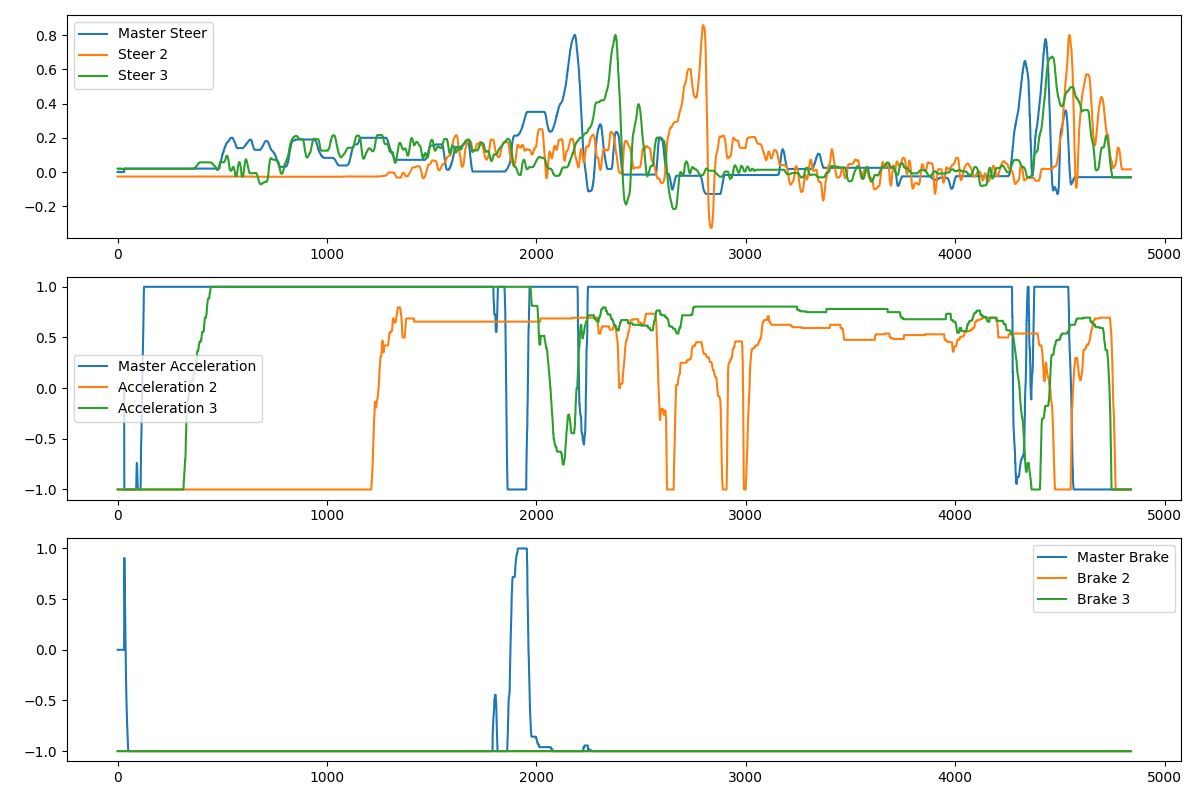 Master Steer
Steer 2
Steer 3
0.8
0.6
0.4
0.2
0.0
−0.2
0 1000 2000 3000 4000 5000
1.0
0.5
0.0
−0.5
−1.0
Master Acceleration
Acceleration 2
Acceleration 3
0 1000 2000 3000 4000 5000
1.0
0.5
0.0
−0.5
−1.0
Master Brake
Brake 2
Brake 3
0 1000 2000 3000 4000 5000